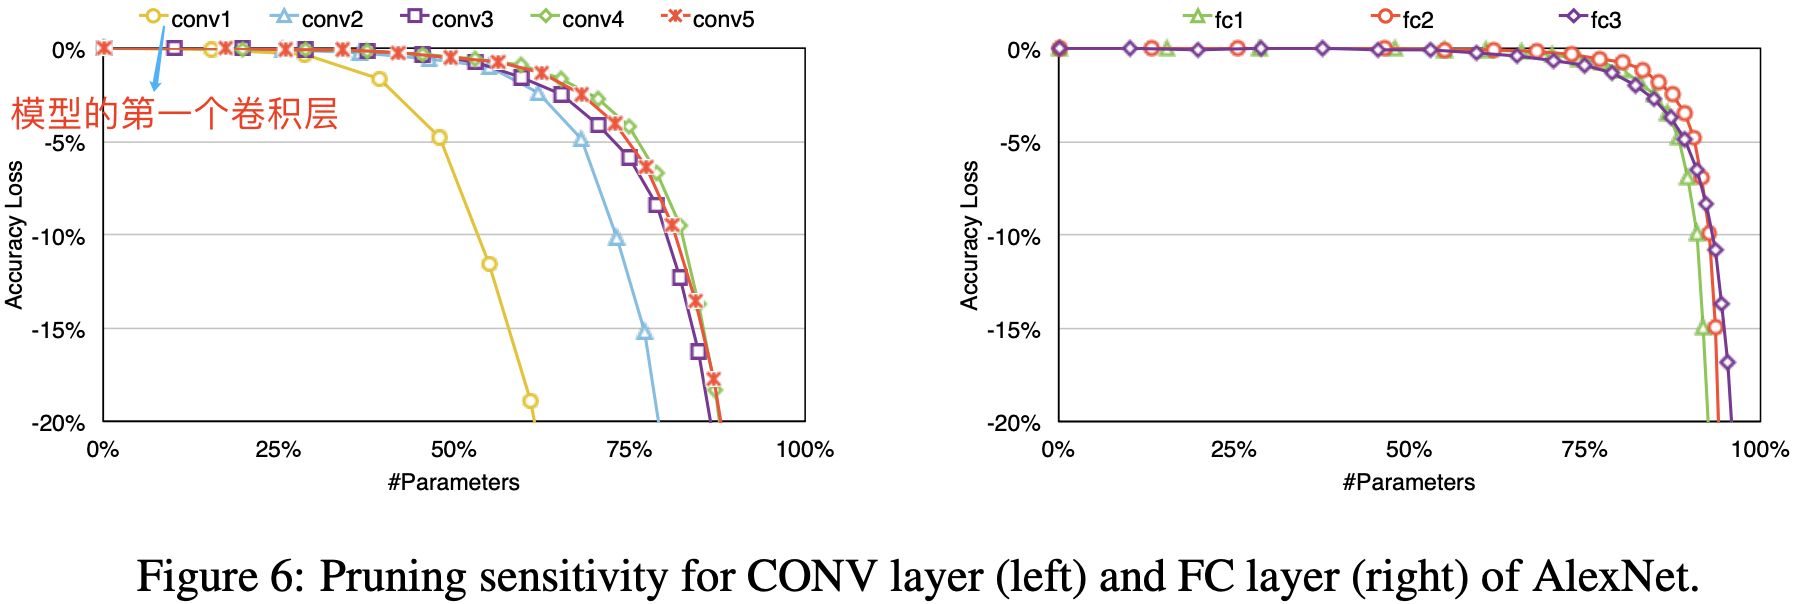 conv1 conv2 conv3 conv4 conv5
0%
模型的第一个卷积层
-5%
-10%
-15%
-20%
Accuracy Loss
0% 25% 50% 75% 100%
#Parameters
fc1 fc2 fc3
0%
-5%
-10%
-15%
-20%
Accuracy Loss
0% 25% 50% 75% 100%
#Parameters
Figure 6: Pruning sensitivity for CONV layer (left) and FC layer (right) of AlexNet.